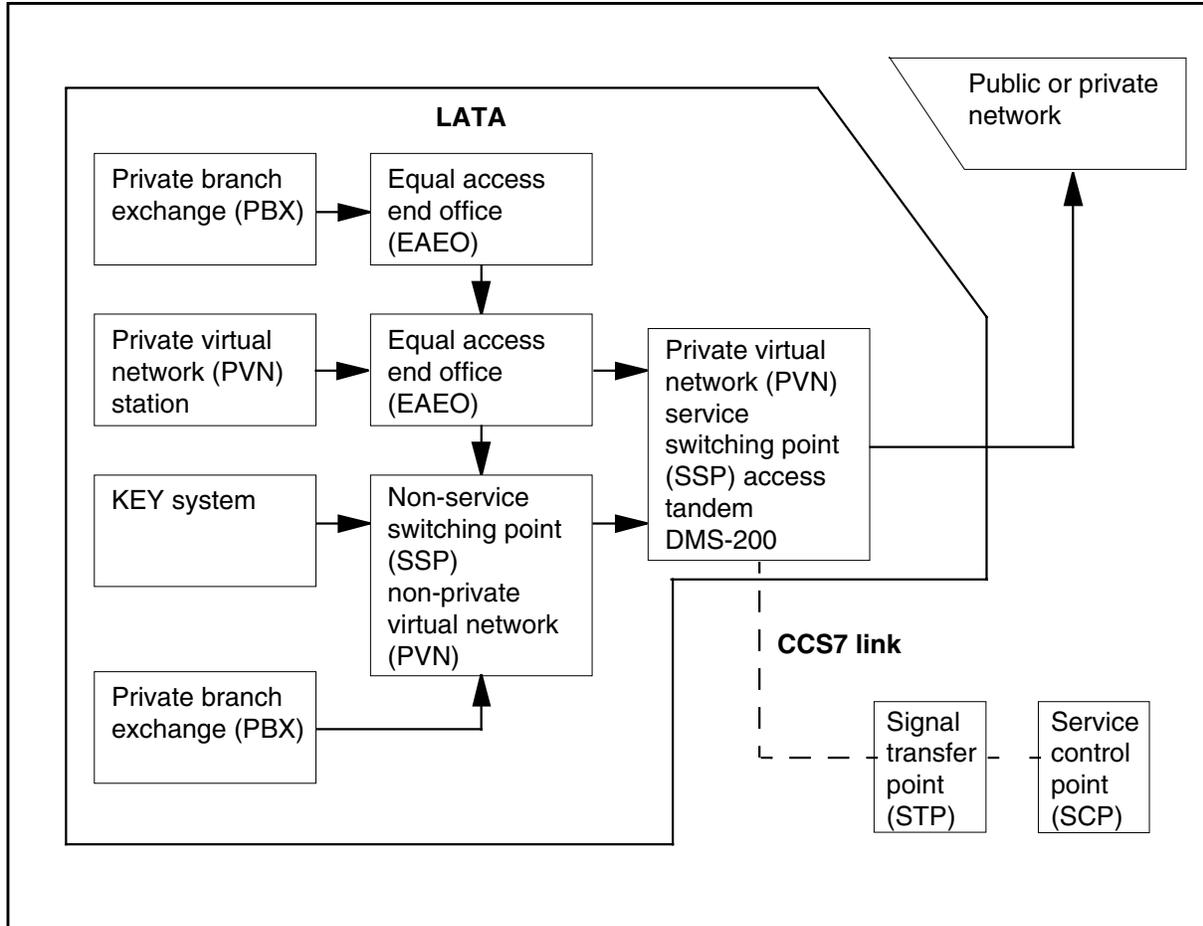 Public or private
network
LATA
Private branch
exchange (PBX)
Equal access
end office
(EAEO)
Private virtual
network (PVN)
station
Equal access
end office
(EAEO)
Private virtual
network (PVN)
service
switching point
(SSP) access
tandem
DMS-200
KEY system
Non-service
switching point
(SSP)
non-private
virtual network
(PVN)
CCS7 link
Private branch
exchange (PBX)
Signal
transfer
point
(STP)
Service
control
point
(SCP)